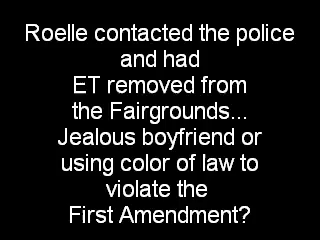 Roelle contacted the police
and had
ET removed from
the Fairgrounds...
Jealous boyfriend or
using color of law to
violate the
First Amendment?